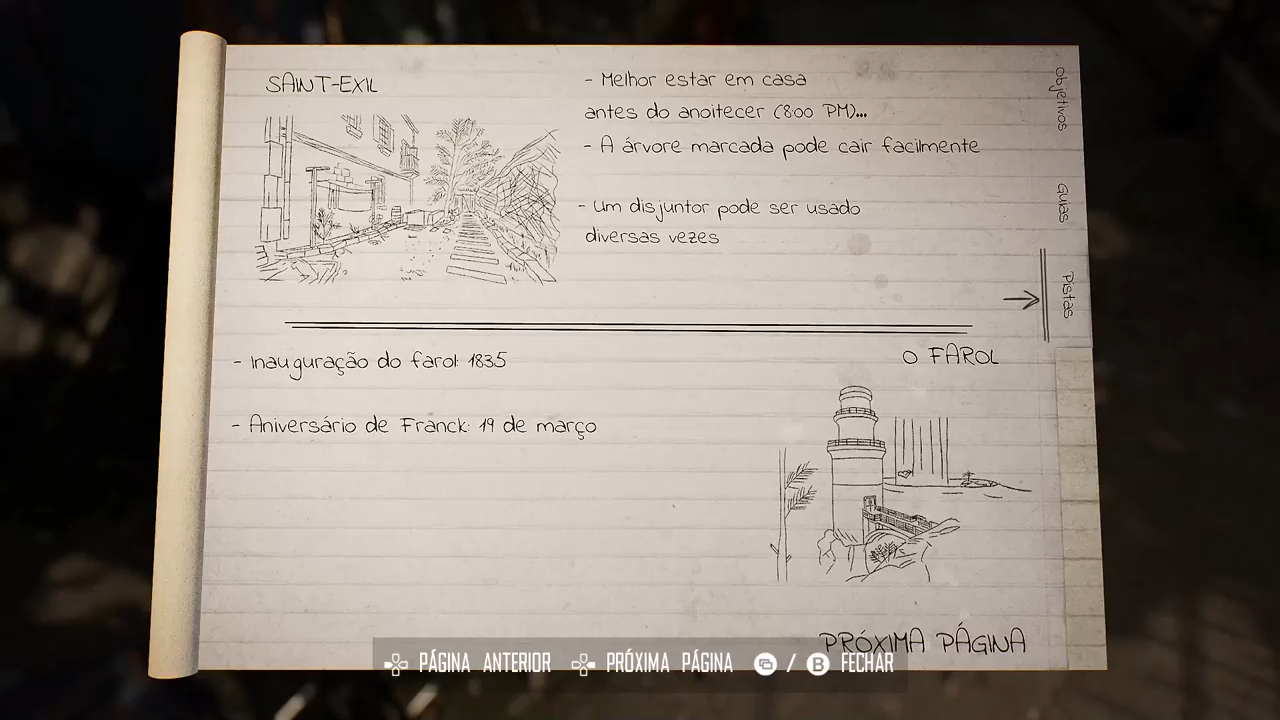 SAINT-EXIL
- Melhor estar em casa
antes do anoitecer (8:00 PM)...
- A árvore marcada pode cair facilmente
- Um disjuntor pode ser usado
diversas vezes
Objetivos
Guias
Pistas
- Inauguração do farol: 1835
O FAROL
- Aniversário de Franck: 19 de março
PRÓXIMA PÁGINA
PÁGINA ANTERIOR PRÓXIMA PÁGINA / B FECHAR